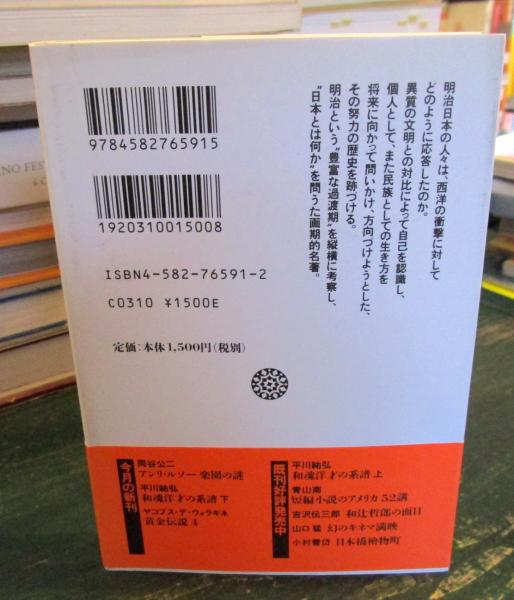 明治日本の人々は、西洋の衝撃に対して
どのように応答したのか。
異質の文明との対比によって自己を認識し、
個人として、また民族としての生き方を
将来に向かって問いかけ、方向づけようとした、
その努力の歴史を跡づける。
明治という“豊富な過渡期”を縦横に考察し、
“日本とは何か”を問うた画期的名著。
9784582765915
1920310015008
ISBN4-582-76591-2
C0310 ¥1500E
定価:本体1,500円(税別)
既刊好評発売中
平川祐弘
和魂洋才の系譜 上
青山南
短編小説のアメリカ 52講
吉沢伝三郎 和辻哲郎の面目
山口猛 幻のキネマ満映
小村雪岱 日本橋檜物町
今月の新刊
岡谷公二
アンリ・ルソー 楽園の謎
平川祐弘
和魂洋才の系譜 下
ヤコブス・デ・ウォラギネ
黄金伝説 4